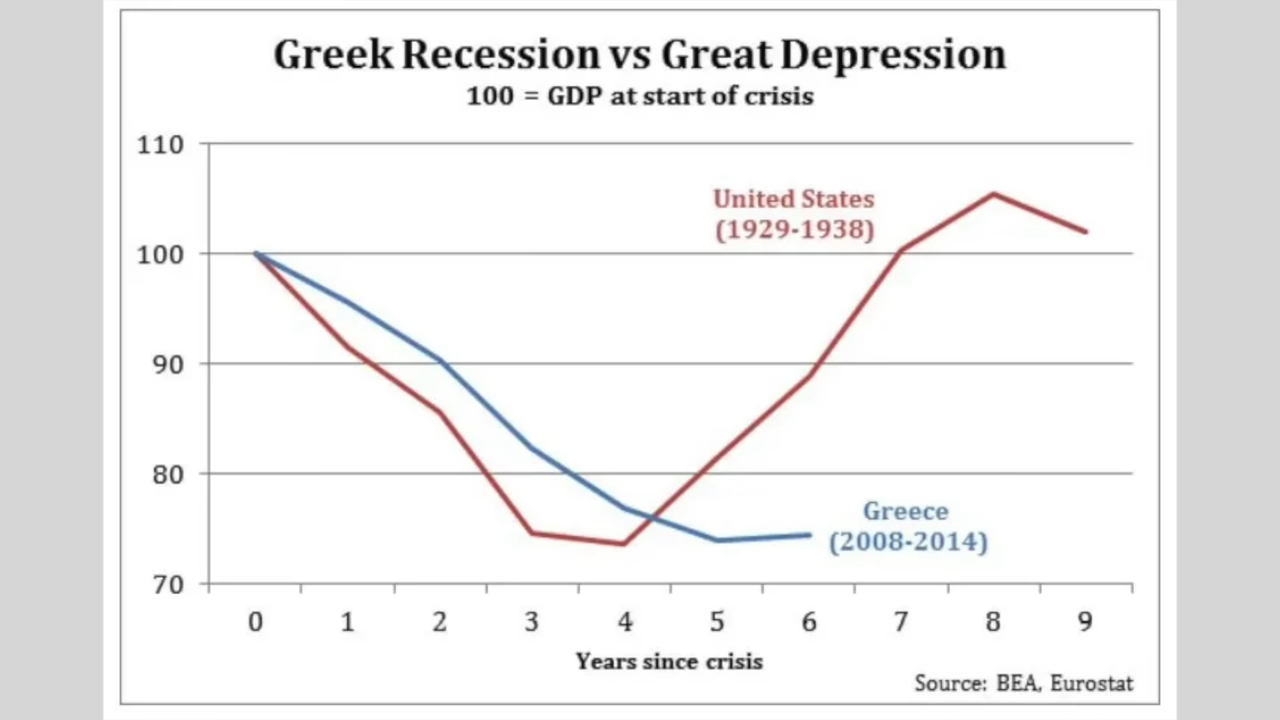 Greek Recession vs Great Depression
100 = GDP at start of crisis
110
100
90
80
70
United States
(1929-1938)
Greece
(2008-2014)
0 1 2 3 4 5 6 7 8 9
Years since crisis
Source: BEA, Eurostat